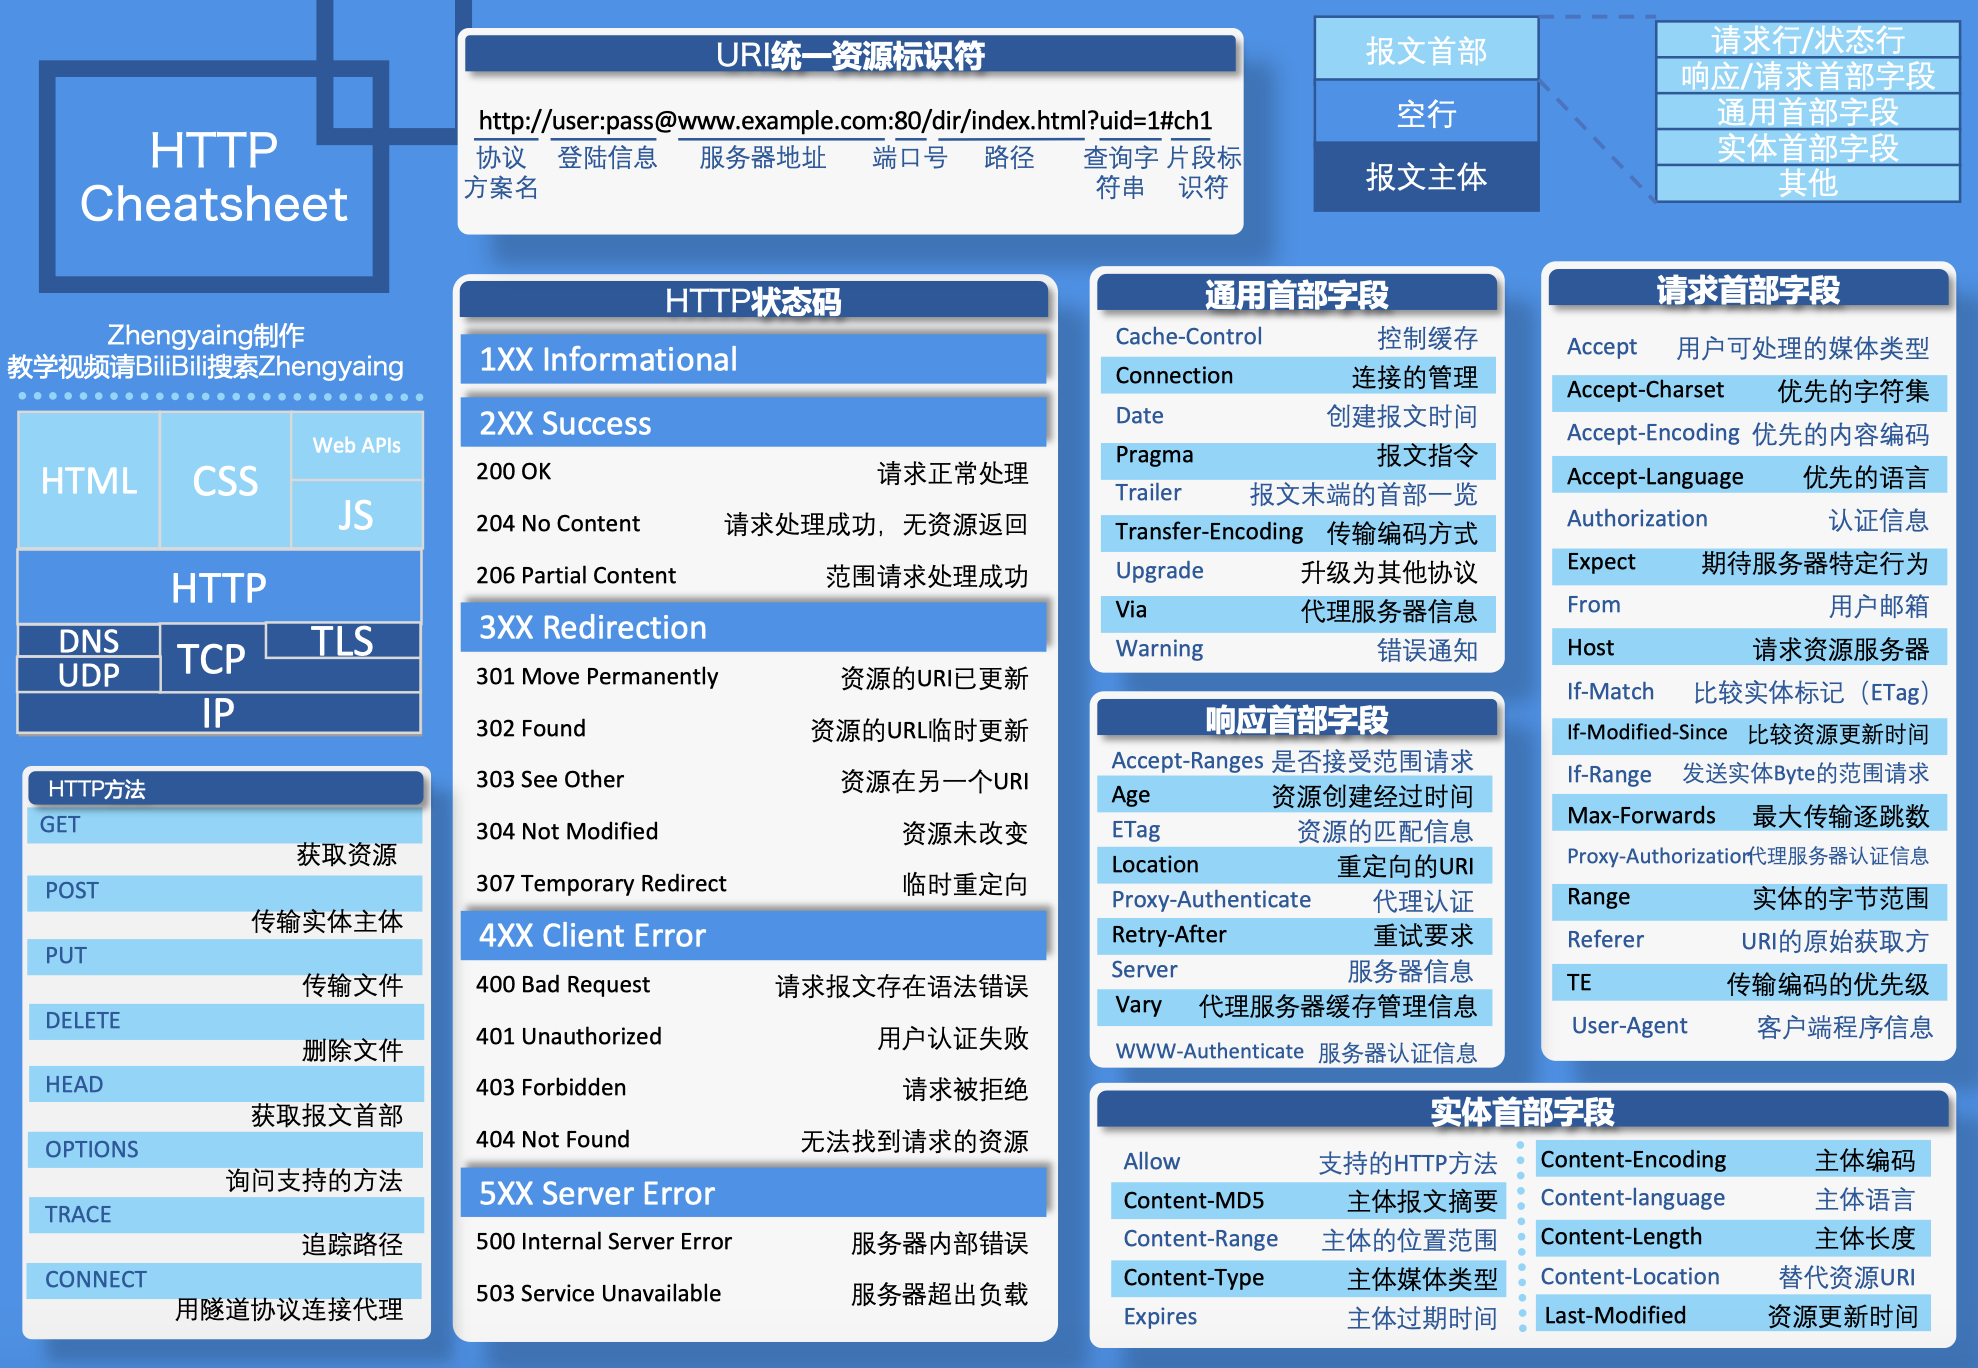 HTTP
Cheatsheet
Zhengyaing制作
教学视频请BiliBili搜索Zhengyaing
HTML
CSS
Web APIs
JS
HTTP
DNS
TCP
TLS
UDP
IP
HTTP方法
GET
获取资源
POST
传输实体主体
PUT
传输文件
DELETE
删除文件
HEAD
获取报文首部
OPTIONS
询问支持的方法
TRACE
追踪路径
CONNECT
用隧道协议连接代理
URI统一资源标识符
http://user:pass@www.example.com:80/dir/index.html?uid=1#ch1
协议
方案名
登陆信息
服务器地址
端口号
路径
查询字
符串
片段标
识符
HTTP状态码
1XX Informational
2XX Success
200 OK 请求正常处理
204 No Content 请求处理成功，无资源返回
206 Partial Content 范围请求处理成功
3XX Redirection
301 Move Permanently 资源的URI已更新
302 Found 资源的URL临时更新
303 See Other 资源在另一个URI
304 Not Modified 资源未改变
307 Temporary Redirect 临时重定向
4XX Client Error
400 Bad Request 请求报文存在语法错误
401 Unauthorized 用户认证失败
403 Forbidden 请求被拒绝
404 Not Found 无法找到请求的资源
5XX Server Error
500 Internal Server Error 服务器内部错误
503 Service Unavailable 服务器超出负载
报文首部
空行
报文主体
请求行/状态行
响应/请求首部字段
通用首部字段
实体首部字段
其他
通用首部字段
Cache-Control 控制缓存
Connection 连接的管理
Date 创建报文时间
Pragma 报文指令
Trailer 报文末端的首部一览
Transfer-Encoding 传输编码方式
Upgrade 升级为其他协议
Via 代理服务器信息
Warning 错误通知
响应首部字段
Accept-Ranges 是否接受范围请求
Age 资源创建经过时间
ETag 资源的匹配信息
Location 重定向的URI
Proxy-Authenticate 代理认证
Retry-After 重试要求
Server 服务器信息
Vary 代理服务器缓存管理信息
WWW-Authenticate 服务器认证信息
请求首部字段
Accept 用户可处理的媒体类型
Accept-Charset 优先的字符集
Accept-Encoding 优先的内容编码
Accept-Language 优先的语言
Authorization 认证信息
Expect 期待服务器特定行为
From 用户邮箱
Host 请求资源服务器
If-Match 比较实体标记（ETag）
If-Modified-Since 比较资源更新时间
If-Range 发送实体Byte的范围请求
Max-Forwards 最大传输逐跳数
Proxy-Authorization 代理服务器认证信息
Range 实体的字节范围
Referer URI的原始获取方
TE 传输编码的优先级
User-Agent 客户端程序信息
实体首部字段
Allow 支持的HTTP方法
Content-MD5 主体报文摘要
Content-Range 主体的位置范围
Content-Type 主体媒体类型
Expires 主体过期时间
Content-Encoding 主体编码
Content-language 主体语言
Content-Length 主体长度
Content-Location 替代资源URI
Last-Modified 资源更新时间